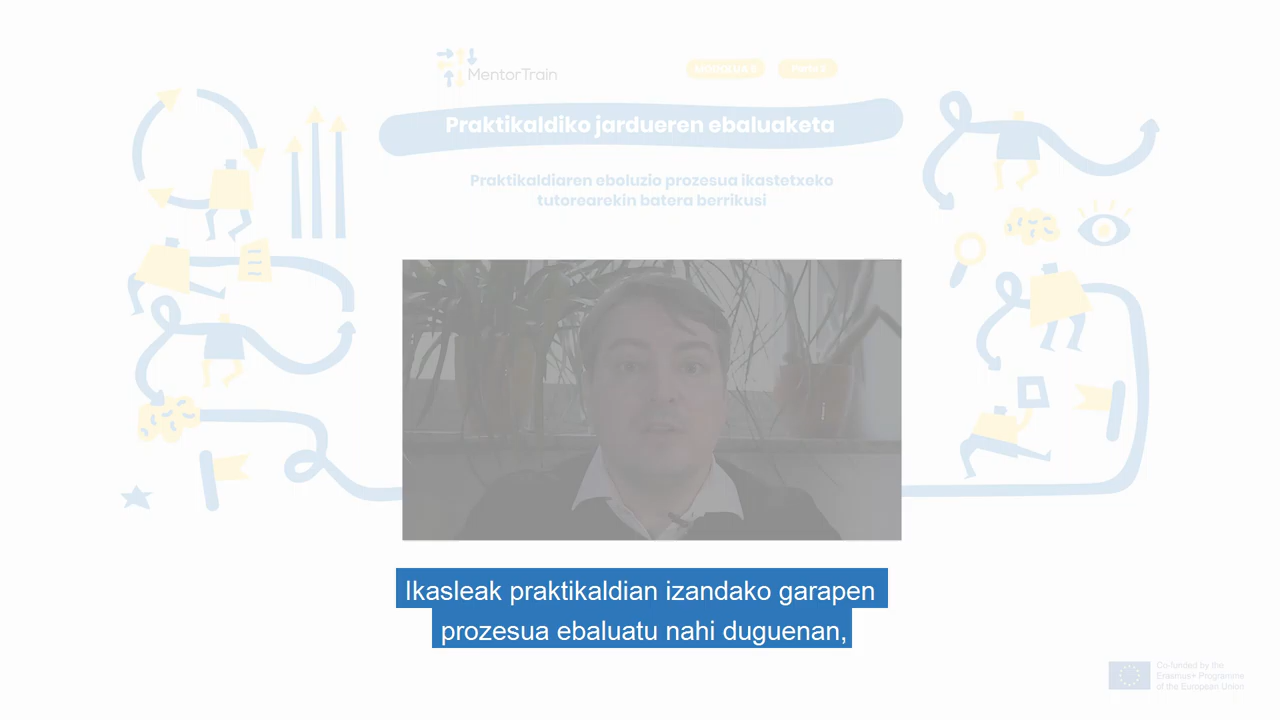 MentorTrain
Praktikaldiko jardueren ebaluaketa
Praktikaldiaren eboluzio prozesua ikastetxeko
tutorearekin batera berrikusi
Ikasleak praktikaldian izandako garapen
prozesua ebaluatu nahi duguenan,
Co-funded by the
Erasmus+ Programme
of the European Union